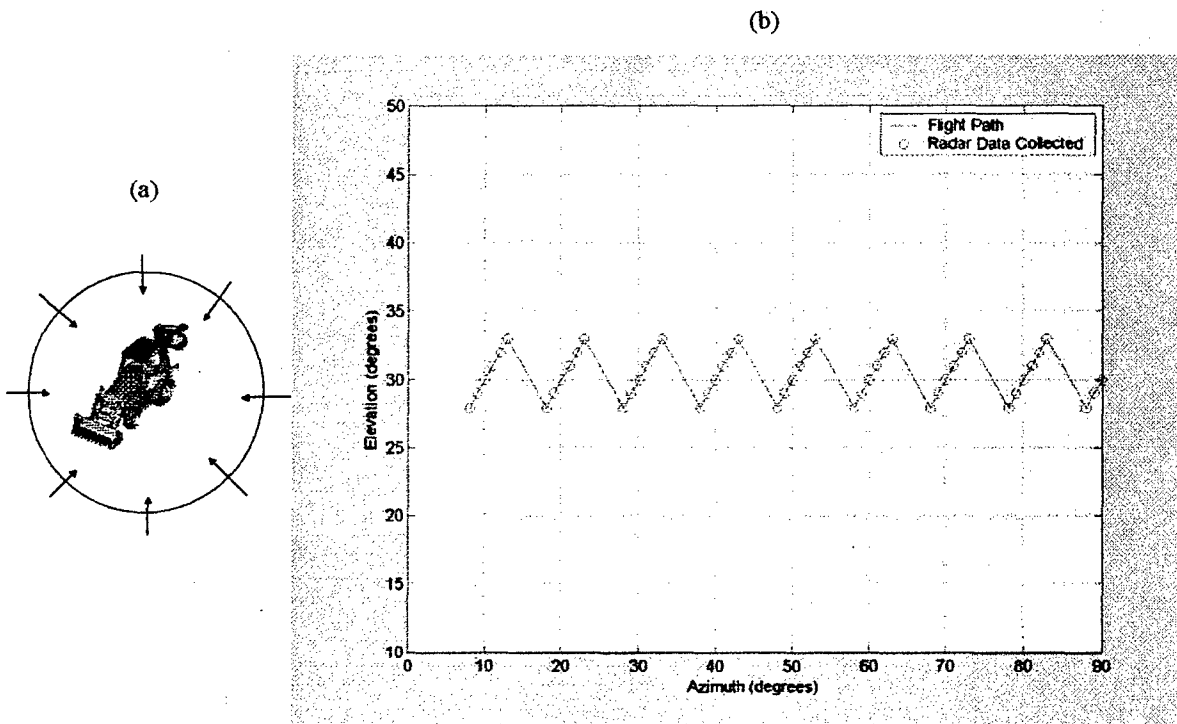 (b)
(a)
Flight Path
Radar Data Collected
50
45
40
35
30
25
20
15
10
Elevation (degrees)
0 10 20 30 40 50 60 70 80 90
Azimuth (degrees)